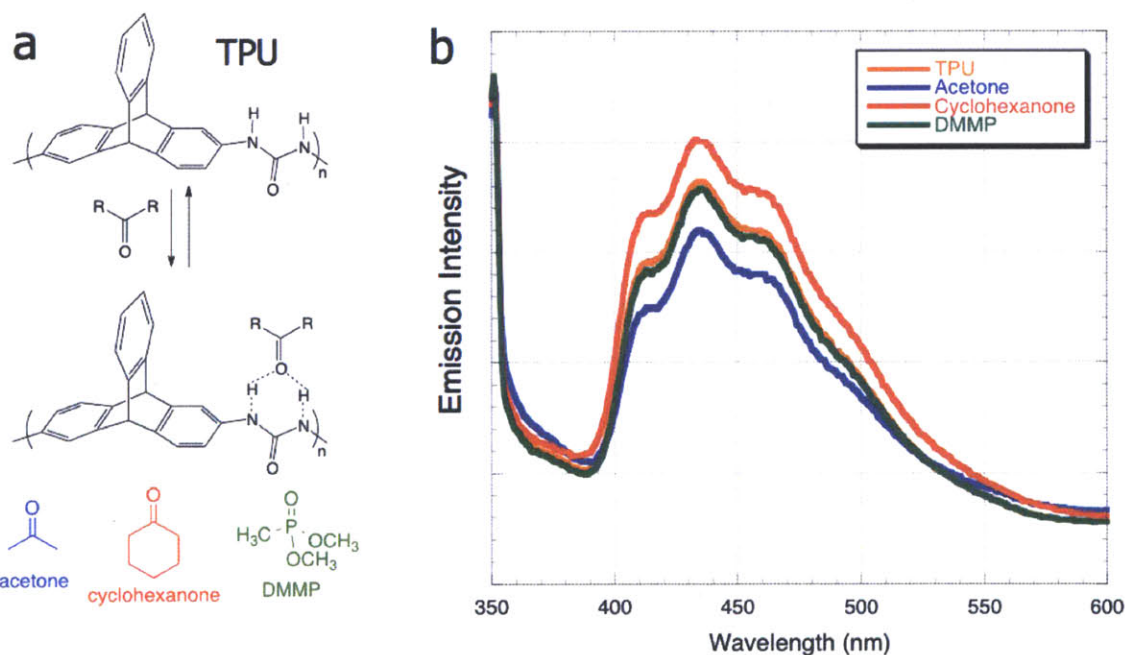 a
TPU
H
H
N
N
O
n
R
R
O
R
R
O
H
H
N
N
O
n
O
acetone
O
cyclohexanone
O
H₃C
P
OCH₃
OCH₃
DMMP
b
TPU
Acetone
Cyclohexanone
DMMP
Emission Intensity
350
400
450
500
550
600
Wavelength (nm)